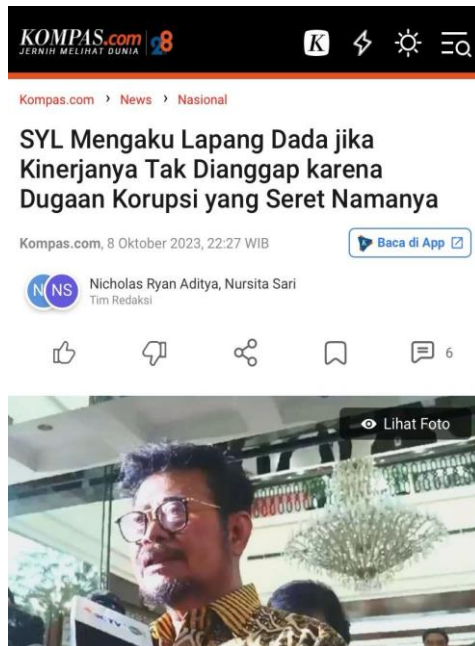 KOMPAS.com 28
JERNIH MELIHAT DUNIA
K
Kompas.com > News > Nasional
SYL Mengaku Lapang Dada jika
Kinerjanya Tak Dianggap karena
Dugaan Korupsi yang Seret Namanya
Kompas.com, 8 Oktober 2023, 22:27 WIB
Baca di App
N NS
Nicholas Ryan Aditya, Nursita Sari
Tim Redaksi
6
Lihat Foto